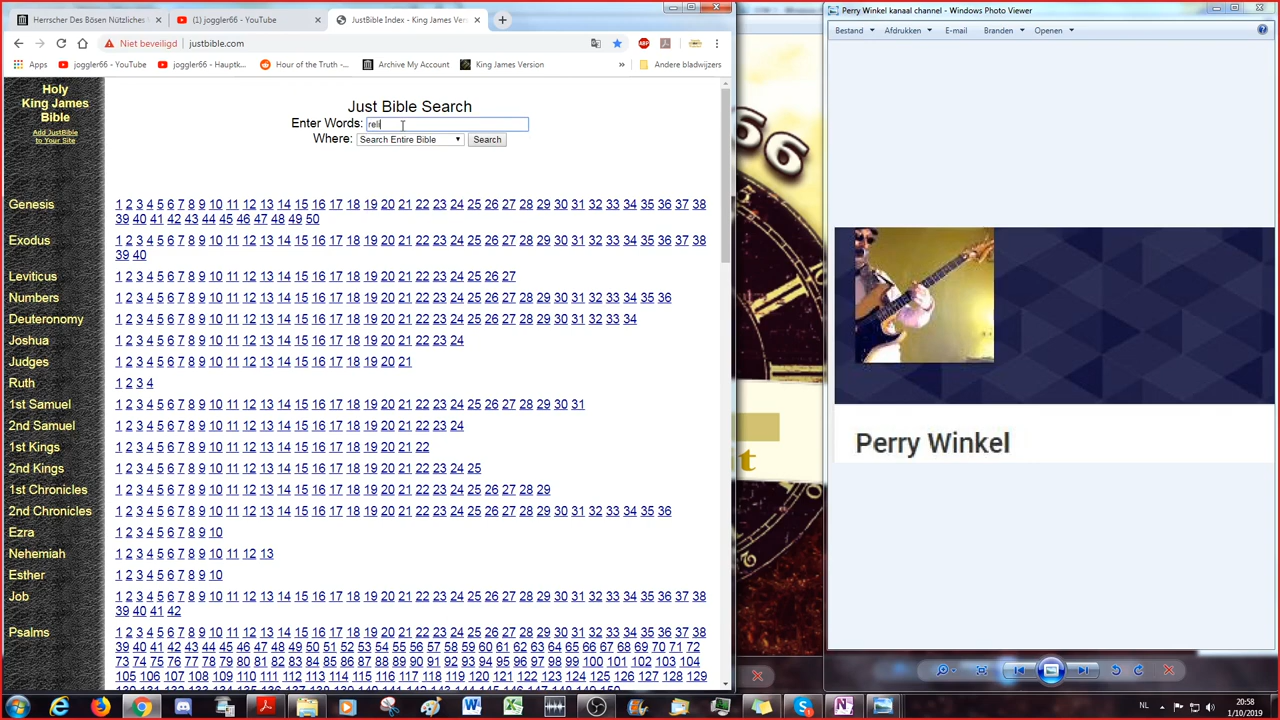 Herrscher Des Bösen Nützliches
(1) joggler66 - YouTube
JustBible Index - King James Ver
Niet beveiligd
justbible.com
Apps
joggler66 - YouTube
joggler66 - Hauptk...
Hour of the Truth -...
Archive My Account
King James Version
»
Andere bladwijzers
Holy
King James
Bible
Add JustBible
to Your Site
Just Bible Search
Enter Words: reli
Where: Search Entire Bible Search
Genesis 1 2 3 4 5 6 7 8 9 10 11 12 13 14 15 16 17 18 19 20 21 22 23 24 25 26 27 28 29 30 31 32 33 34 35 36 37 38
39 40 41 42 43 44 45 46 47 48 49 50
Exodus 1 2 3 4 5 6 7 8 9 10 11 12 13 14 15 16 17 18 19 20 21 22 23 24 25 26 27 28 29 30 31 32 33 34 35 36 37 38
39 40
Leviticus 1 2 3 4 5 6 7 8 9 10 11 12 13 14 15 16 17 18 19 20 21 22 23 24 25 26 27
Numbers 1 2 3 4 5 6 7 8 9 10 11 12 13 14 15 16 17 18 19 20 21 22 23 24 25 26 27 28 29 30 31 32 33 34 35 36
Deuteronomy 1 2 3 4 5 6 7 8 9 10 11 12 13 14 15 16 17 18 19 20 21 22 23 24 25 26 27 28 29 30 31 32 33 34
Joshua 1 2 3 4 5 6 7 8 9 10 11 12 13 14 15 16 17 18 19 20 21 22 23 24
Judges 1 2 3 4 5 6 7 8 9 10 11 12 13 14 15 16 17 18 19 20 21
Ruth 1 2 3 4
1st Samuel 1 2 3 4 5 6 7 8 9 10 11 12 13 14 15 16 17 18 19 20 21 22 23 24 25 26 27 28 29 30 31
2nd Samuel 1 2 3 4 5 6 7 8 9 10 11 12 13 14 15 16 17 18 19 20 21 22 23 24
1st Kings 1 2 3 4 5 6 7 8 9 10 11 12 13 14 15 16 17 18 19 20 21 22
2nd Kings 1 2 3 4 5 6 7 8 9 10 11 12 13 14 15 16 17 18 19 20 21 22 23 24 25
1st Chronicles 1 2 3 4 5 6 7 8 9 10 11 12 13 14 15 16 17 18 19 20 21 22 23 24 25 26 27 28 29
2nd Chronicles 1 2 3 4 5 6 7 8 9 10 11 12 13 14 15 16 17 18 19 20 21 22 23 24 25 26 27 28 29 30 31 32 33 34 35 36
Ezra 1 2 3 4 5 6 7 8 9 10
Nehemiah 1 2 3 4 5 6 7 8 9 10 11 12 13
Esther 1 2 3 4 5 6 7 8 9 10
Job 1 2 3 4 5 6 7 8 9 10 11 12 13 14 15 16 17 18 19 20 21 22 23 24 25 26 27 28 29 30 31 32 33 34 35 36 37 38
39 40 41 42
Psalms 1 2 3 4 5 6 7 8 9 10 11 12 13 14 15 16 17 18 19 20 21 22 23 24 25 26 27 28 29 30 31 32 33 34 35 36 37 38
39 40 41 42 43 44 45 46 47 48 49 50 51 52 53 54 55 56 57 58 59 60 61 62 63 64 65 66 67 68 69 70 71 72
73 74 75 76 77 78 79 80 81 82 83 84 85 86 87 88 89 90 91 92 93 94 95 96 97 98 99 100 101 102 103 104
105 106 107 108 109 110 111 112 113 114 115 116 117 118 119 120 121 122 123 124 125 126 127 128 129
66
t
Perry Winkel kanaal channel - Windows Photo Viewer
Bestand Afdrukken E-mail Branden Openen
Perry Winkel
NL
20:58
1/10/2019